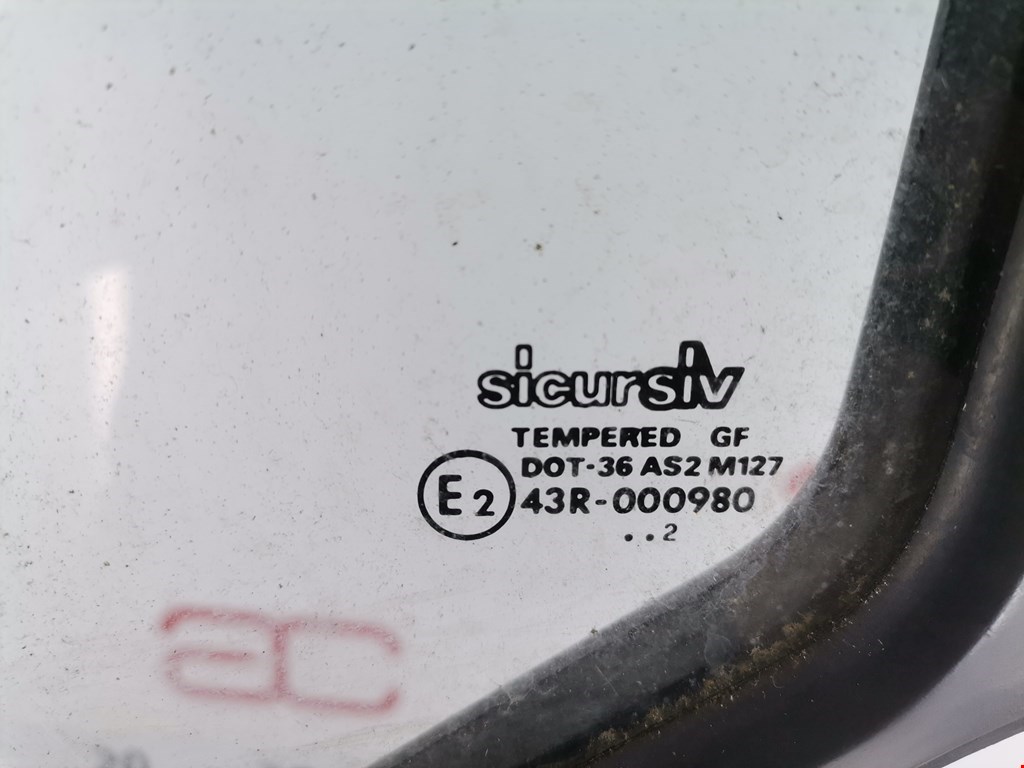 sicursiv
TEMPERED GF
DOT-36 AS2 M127
E2 43R-000980
..2